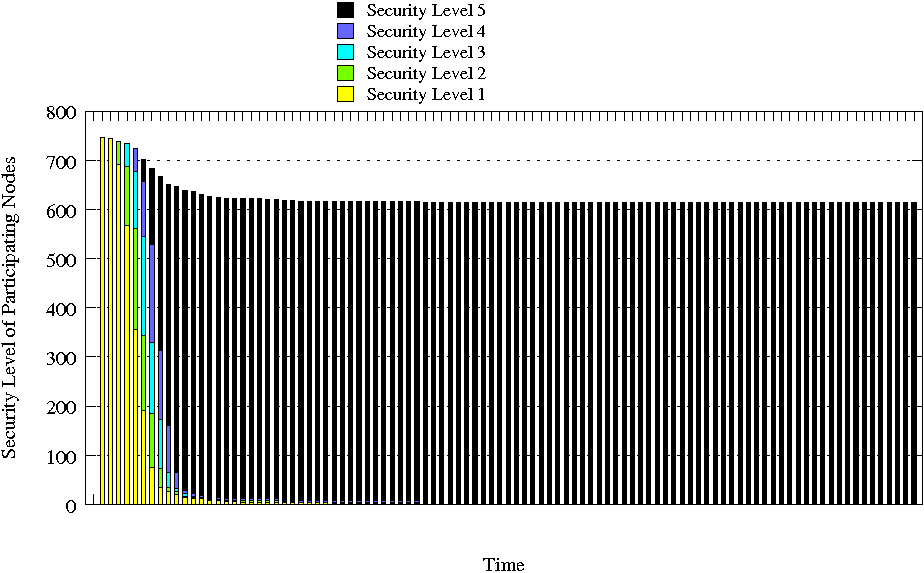 Security Level 5
Security Level 4
Security Level 3
Security Level 2
Security Level 1
800
700
600
500
400
300
200
100
0
Security Level of Participating Nodes
Time